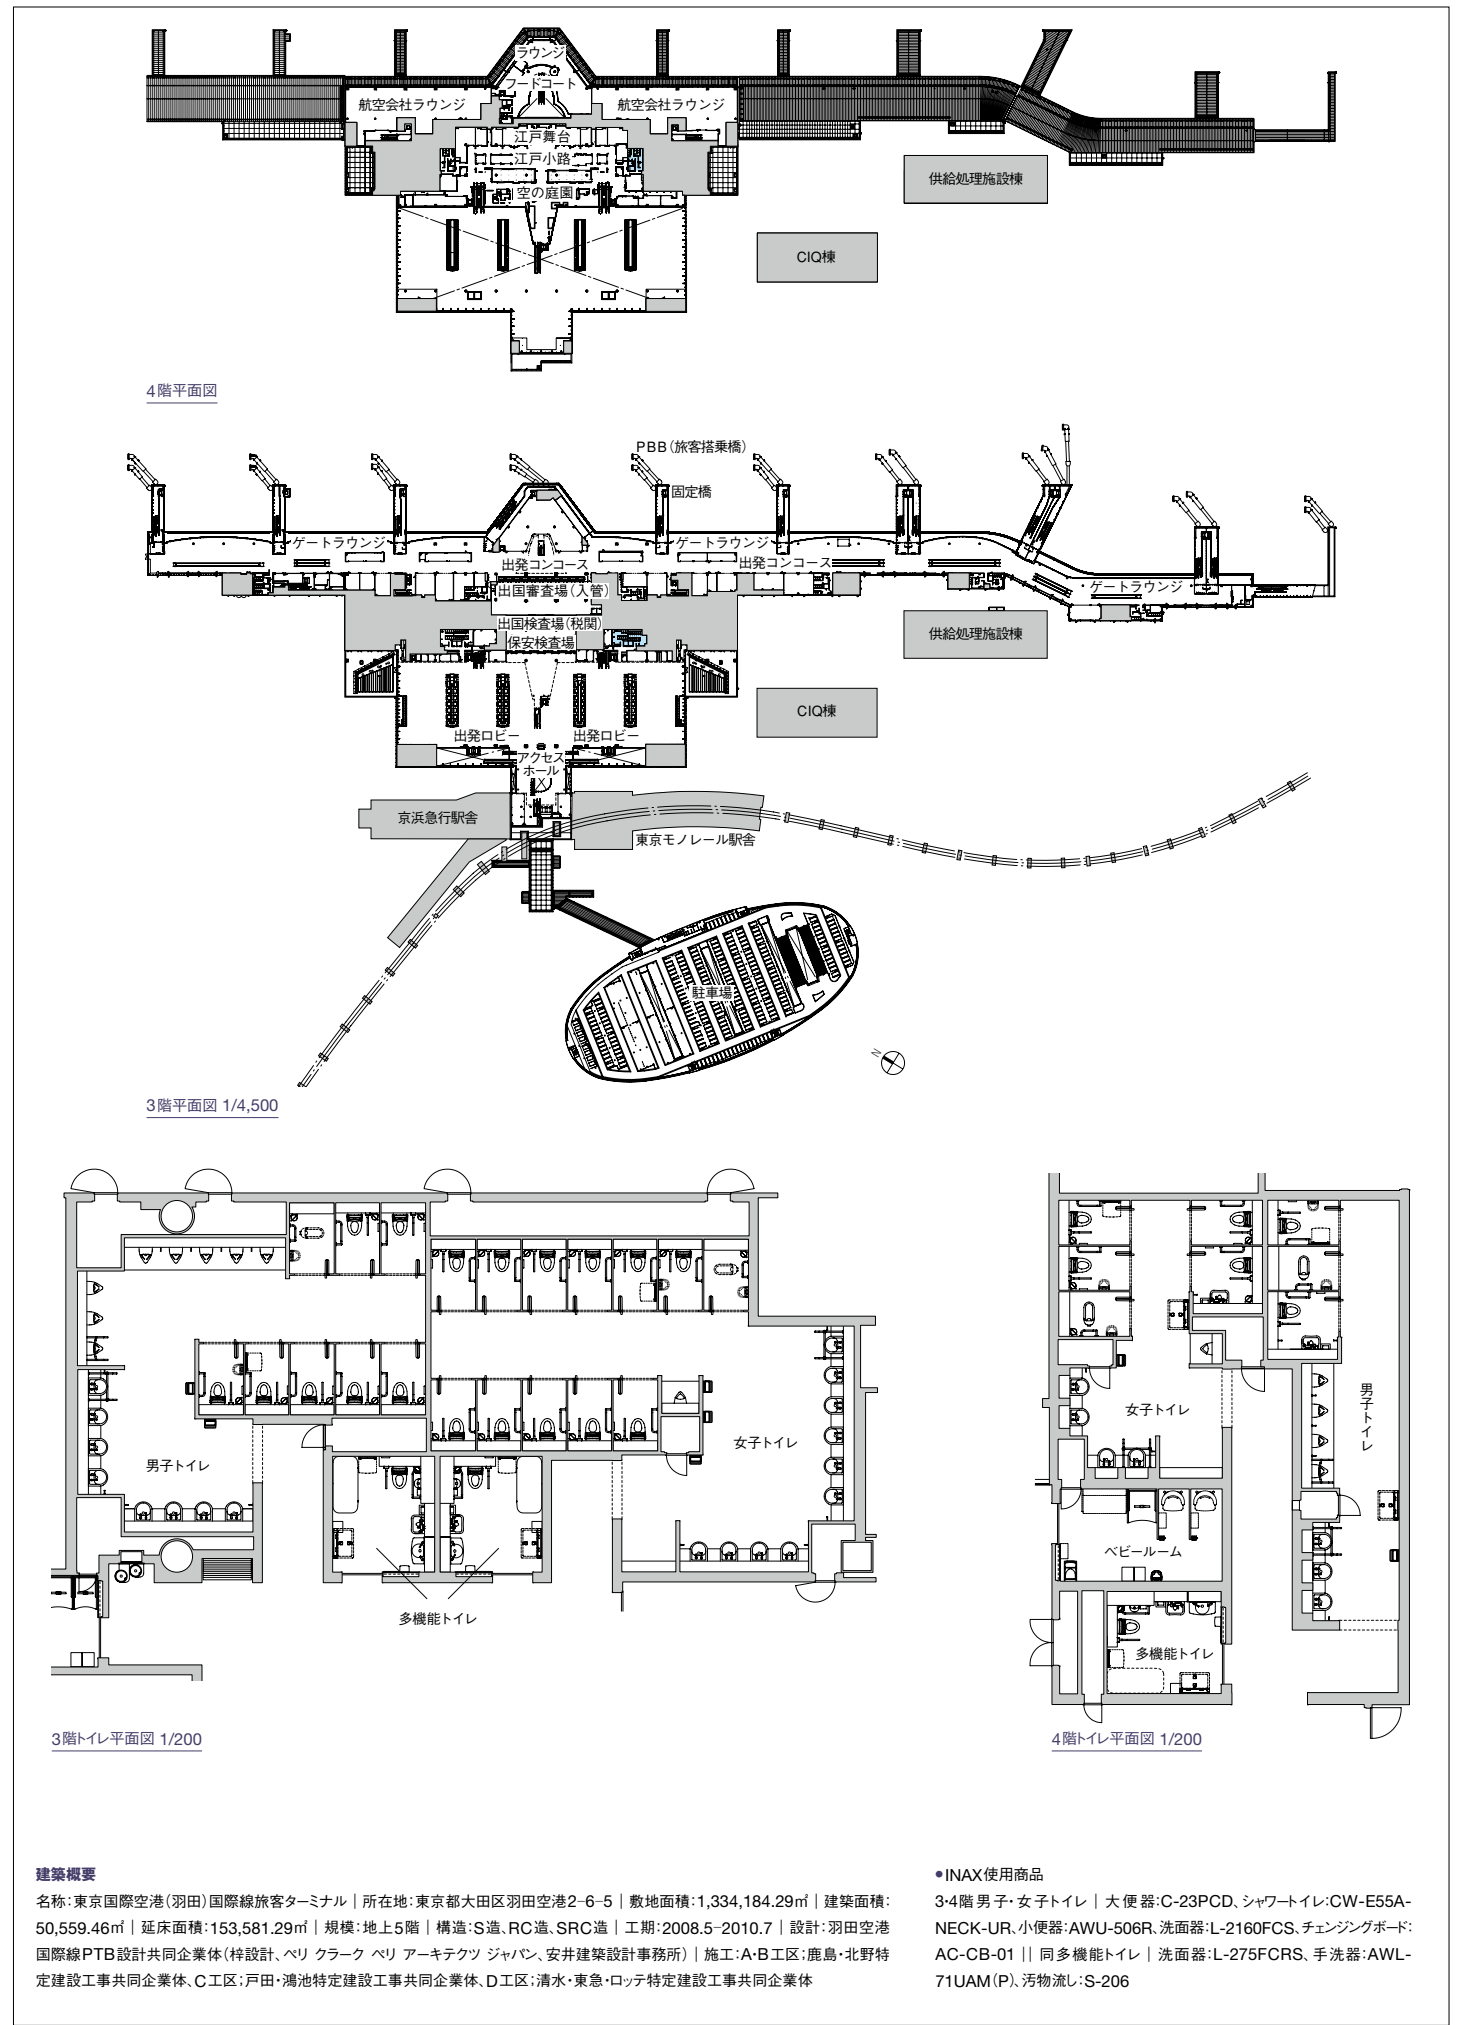 ラウンジ
フードコート
航空会社ラウンジ
航空会社ラウンジ
江戸舞台
江戸小路
空の庭園
供給処理施設棟
CIQ棟
4階平面図
PBB（旅客搭乗橋）
固定橋
ゲートラウンジ
ゲートラウンジ
出発コンコース
出発コンコース
ゲートラウンジ
出国審査場（入管）
出国検査場（税関）
保安検査場
供給処理施設棟
CIQ棟
出発ロビー
出発ロビー
アクセス
ホール
京浜急行駅舎
東京モノレール駅舎
駐車場
N
3階平面図 1/4,500
男子トイレ
女子トイレ
多機能トイレ
3階トイレ平面図 1/200
女子トイレ
男子トイレ
ベビールーム
多機能トイレ
4階トイレ平面図 1/200
建築概要
名称：東京国際空港（羽田）国際線旅客ターミナル｜所在地：東京都大田区羽田空港2−6−5｜敷地面積：1,334,184.29㎡｜建築面積：
50,559.46㎡｜延床面積：153,581.29㎡｜規模：地上5階｜構造：S造、RC造、SRC造｜工期：2008.5−2010.7｜設計：羽田空港
国際線PTB設計共同企業体（梓設計、ペリ クラーク ペリ アーキテクツ ジャパン、安井建築設計事務所）｜施工：A・B工区；鹿島・北野特
定建設工事共同企業体、C工区；戸田・鴻池特定建設工事共同企業体、D工区；清水・東急・ロッテ特定建設工事共同企業体
●INAX使用商品
3・4階男子・女子トイレ｜大便器：C-23PCD、シャワートイレ：CW-E55A-
NECK-UR、小便器：AWU-506R、洗面器：L-2160FCS、チェンジングボード：
AC-CB-01 || 同多機能トイレ｜洗面器：L-275FCRS、手洗器：AWL-
71UAM（P）、汚物流し：S-206